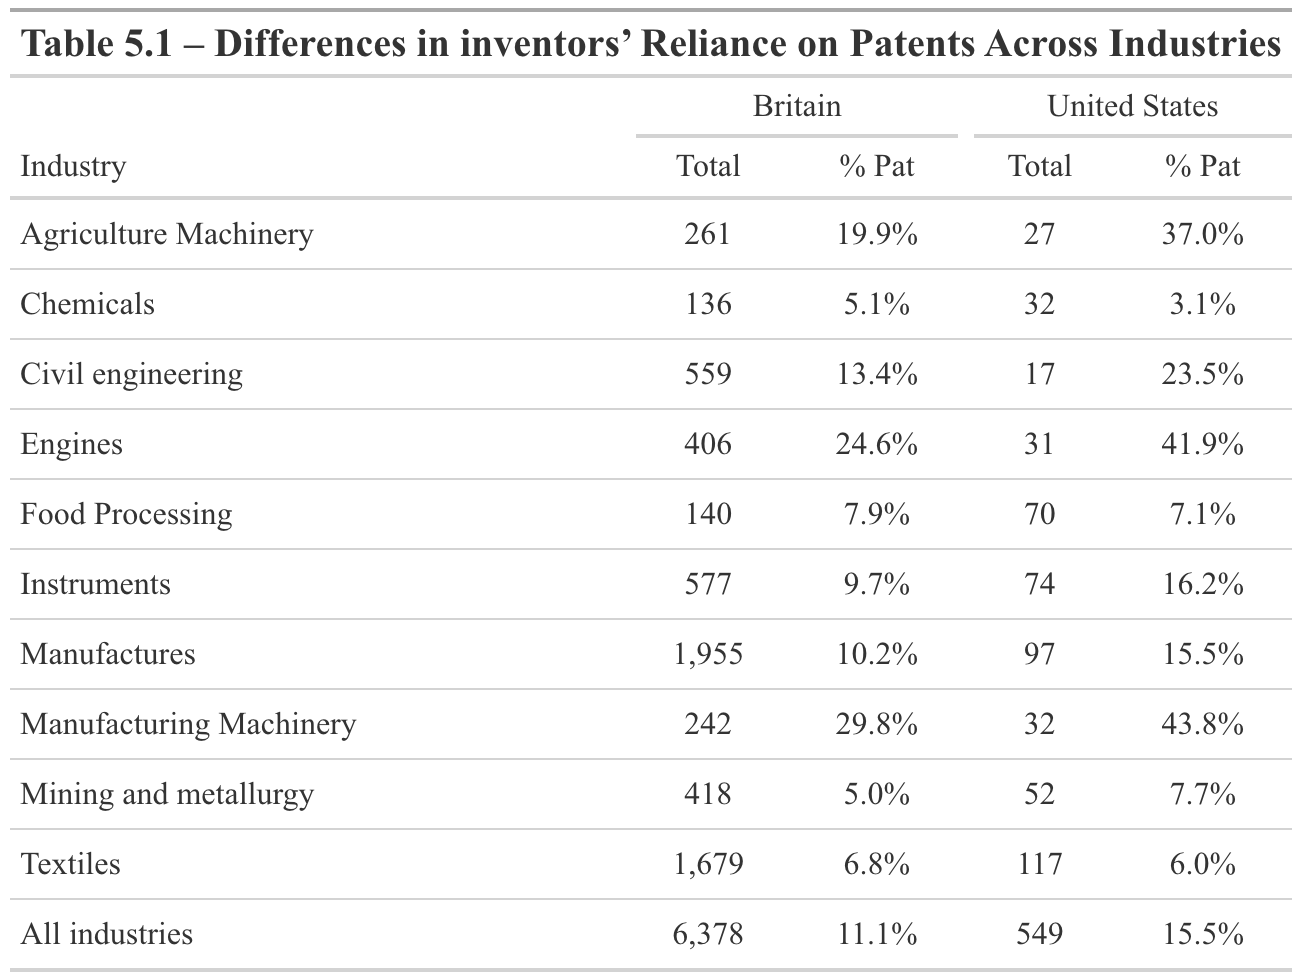 Table 5.1 – Differences in inventors’ Reliance on Patents Across Industries
Britain United States
Industry Total % Pat Total % Pat
Agriculture Machinery 261 19.9% 27 37.0%
Chemicals 136 5.1% 32 3.1%
Civil engineering 559 13.4% 17 23.5%
Engines 406 24.6% 31 41.9%
Food Processing 140 7.9% 70 7.1%
Instruments 577 9.7% 74 16.2%
Manufactures 1,955 10.2% 97 15.5%
Manufacturing Machinery 242 29.8% 32 43.8%
Mining and metallurgy 418 5.0% 52 7.7%
Textiles 1,679 6.8% 117 6.0%
All industries 6,378 11.1% 549 15.5%